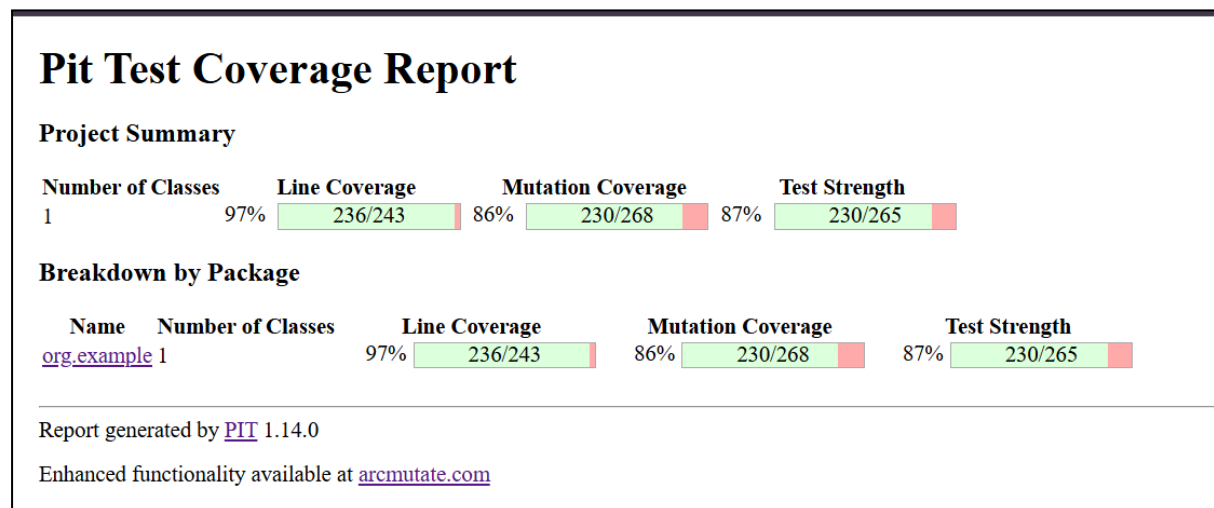 Pit Test Coverage Report
Project Summary
Number of Classes Line Coverage Mutation Coverage Test Strength
1 97% 236/243 86% 230/268 87% 230/265
Breakdown by Package
Name Number of Classes Line Coverage Mutation Coverage Test Strength
org.example 1 97% 236/243 86% 230/268 87% 230/265
Report generated by PIT 1.14.0
Enhanced functionality available at arcmutate.com